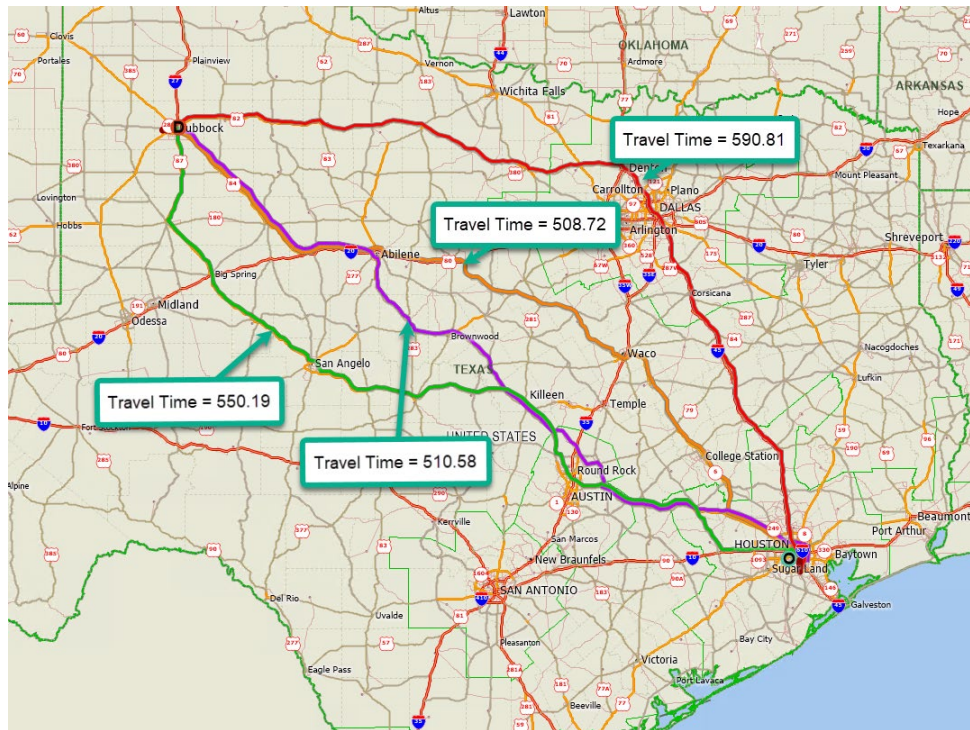 Altus
Lawton
Clovis
Portales
Plainview
Vernon
OKLAHOMA
Ardmore
ARKANSAS
Wichita Falls
Hope
Texarkana
Dubbock
Travel Time = 590.81
Denton
Mount Pleasant
Carrollton
Plano
Lovington
DALLAS
Hobbs
Travel Time = 508.72
Arlington
Shreveport
Abilene
Tyler
Big Spring
Midland
Odessa
Corsicana
Brownwood
Nacogdoches
Waco
San Angelo
TEXAS
Lufkin
Travel Time = 550.19
Killeen
Temple
Fort Stockton
UNITED STATES
Travel Time = 510.58
College Station
Round Rock
Alpine
AUSTIN
Beaumont
Kerrville
Port Arthur
San Marcos
HOUSTON
Baytown
New Braunfels
O
Sugar Land
SAN ANTONIO
Del Rio
Galveston
Uvalde
Bay City
Pleasanton
Eagle Pass
Victoria
Port Lavaca
Beeville